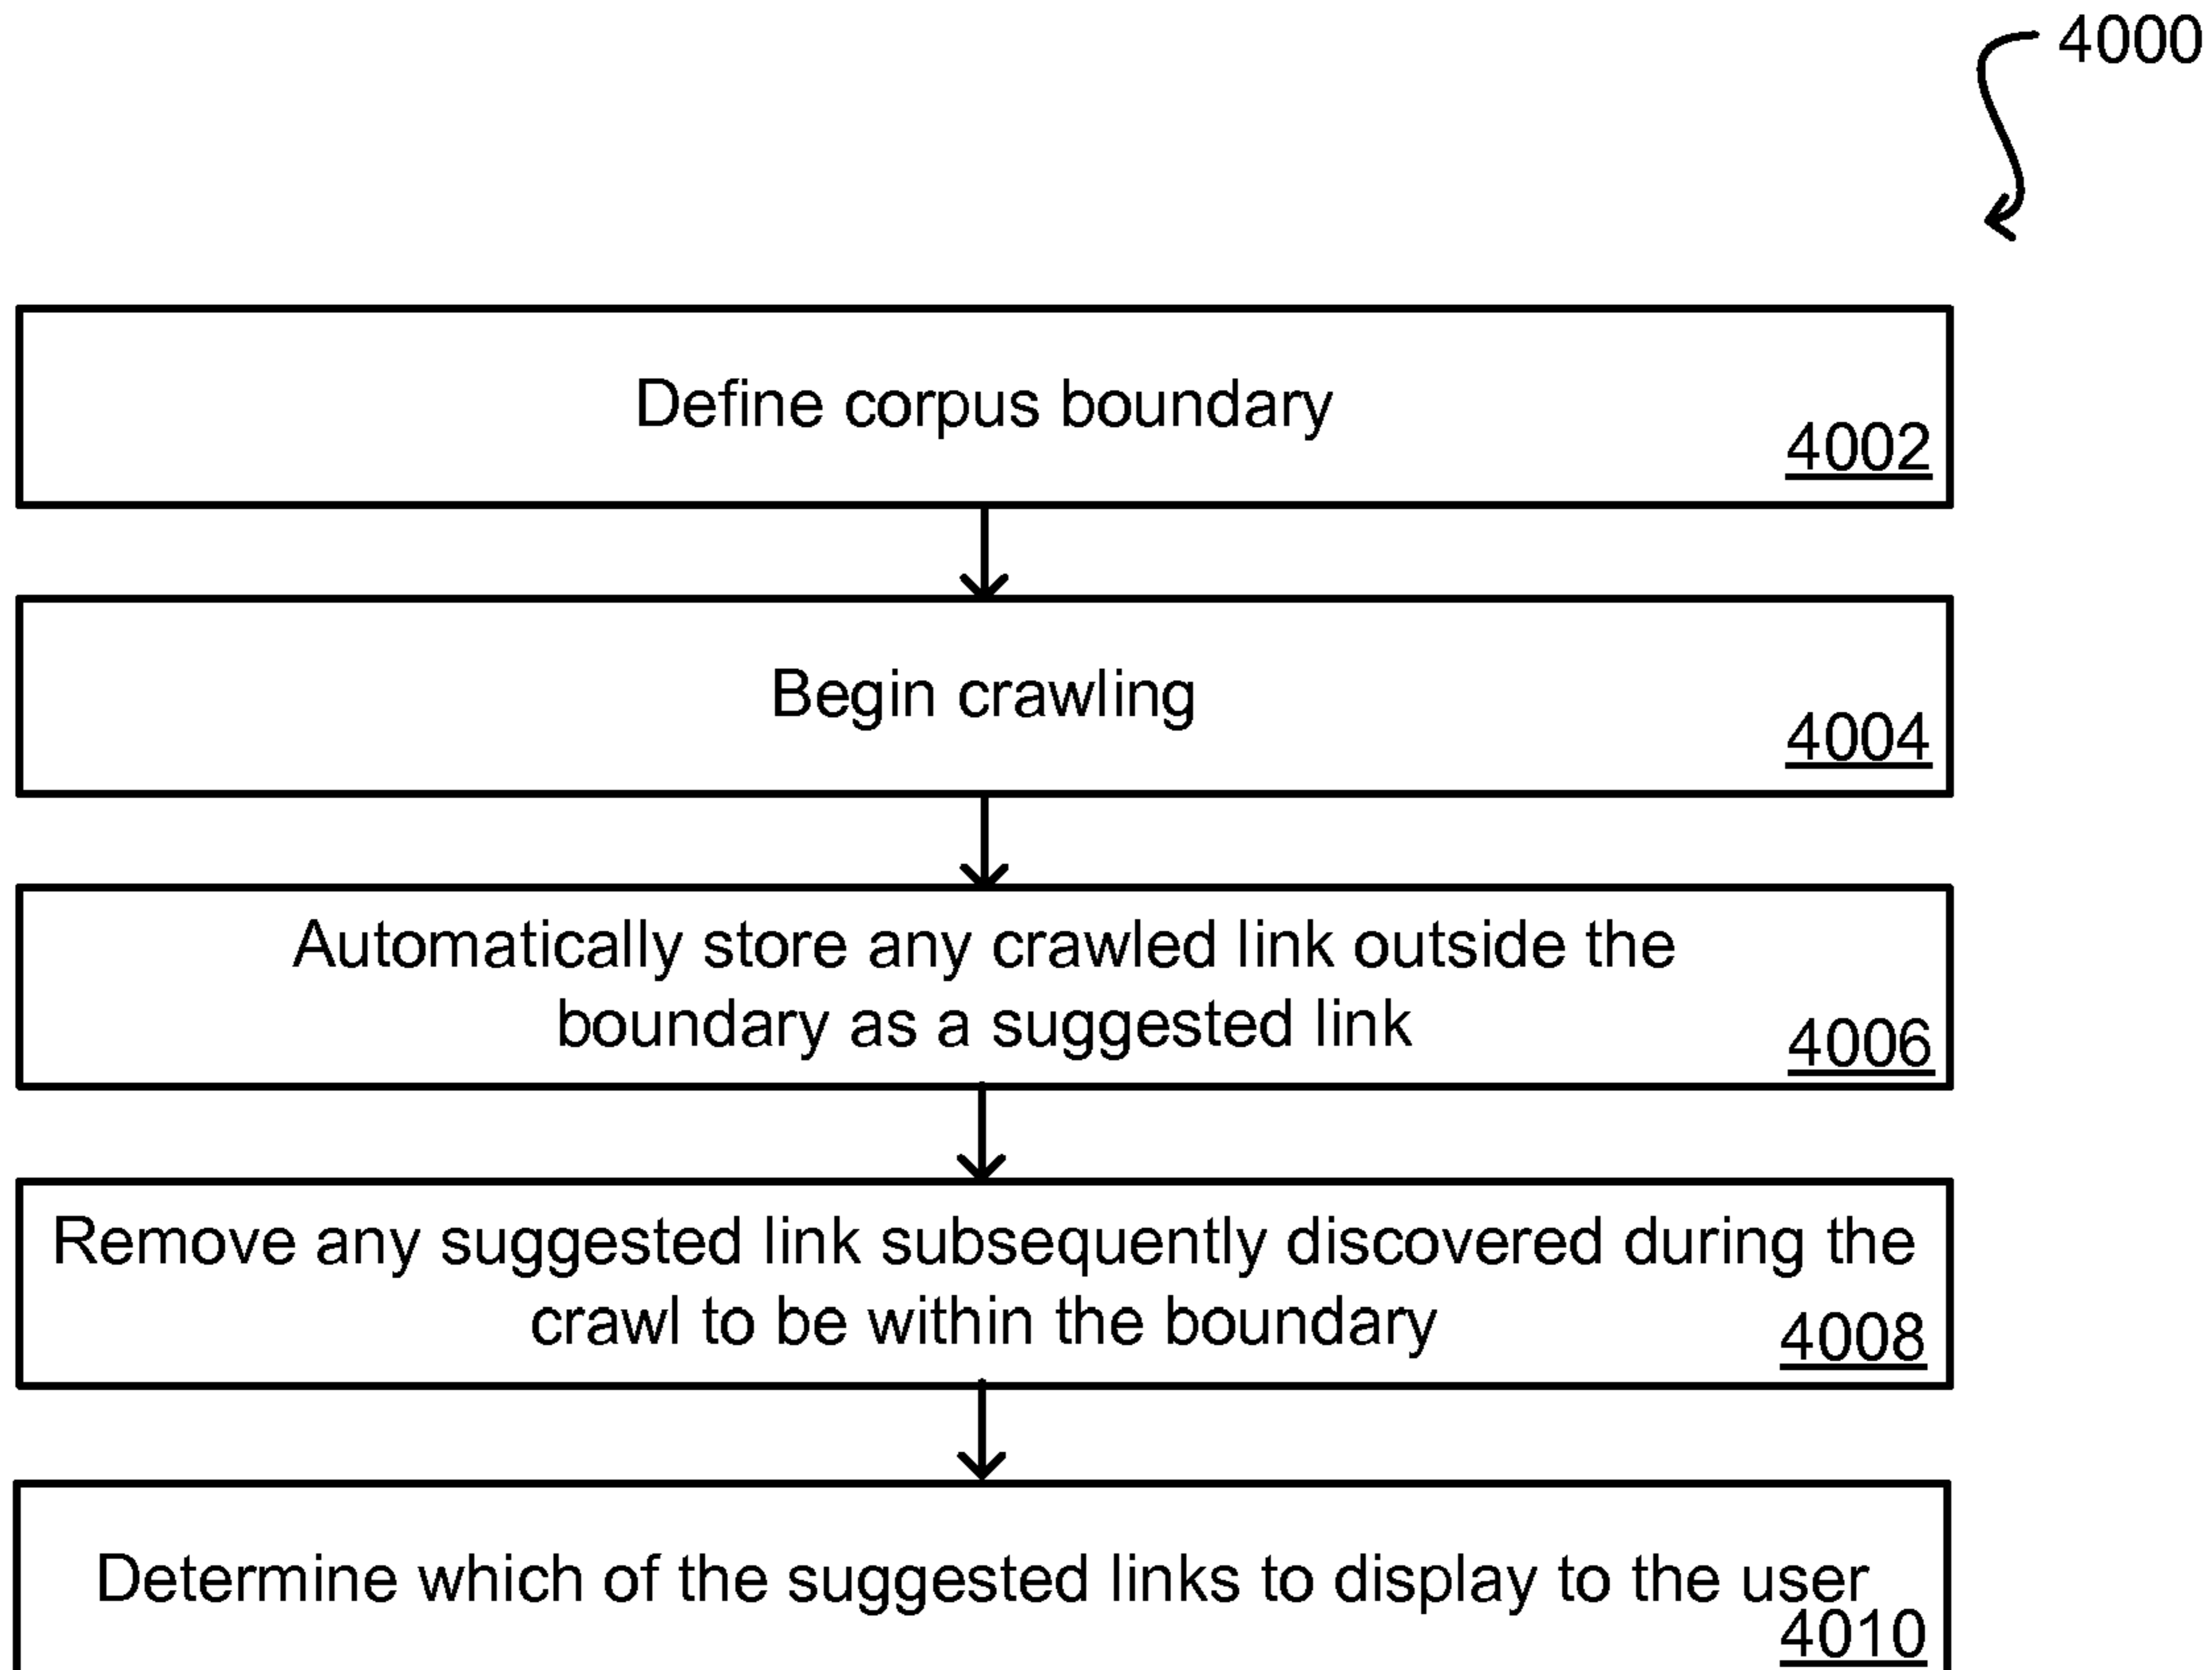 4000
Define corpus boundary
4002
Begin crawling
4004
Automatically store any crawled link outside the
boundary as a suggested link
4006
Remove any suggested link subsequently discovered during the
crawl to be within the boundary
4008
Determine which of the suggested links to display to the user
4010